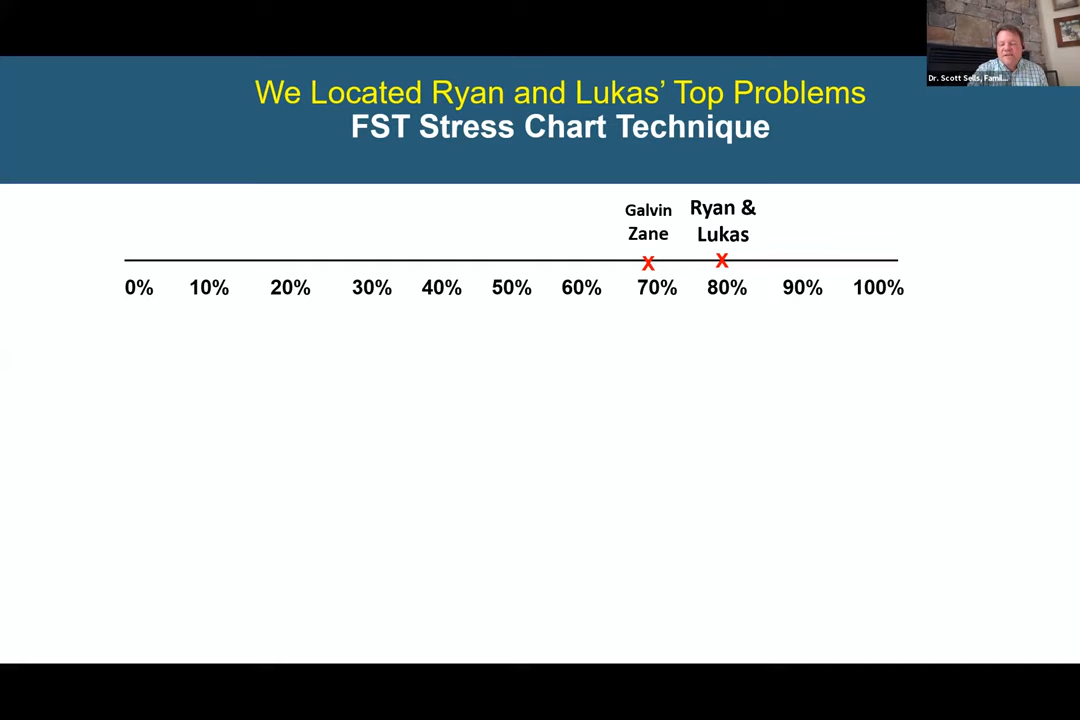 Dr. Scott Sells, Famil...
We Located Ryan and Lukas' Top Problems
FST Stress Chart Technique
Galvin
Zane
Ryan &
Lukas
X X
0% 10% 20% 30% 40% 50% 60% 70% 80% 90% 100%